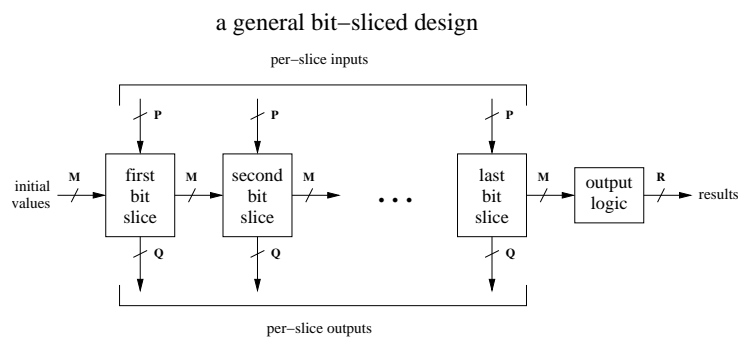 a general bit−sliced design
per−slice inputs
P P P
initial values
M
first bit slice
M
second bit slice
M
. . .
last bit slice
M
output logic
R
results
Q Q Q
per−slice outputs